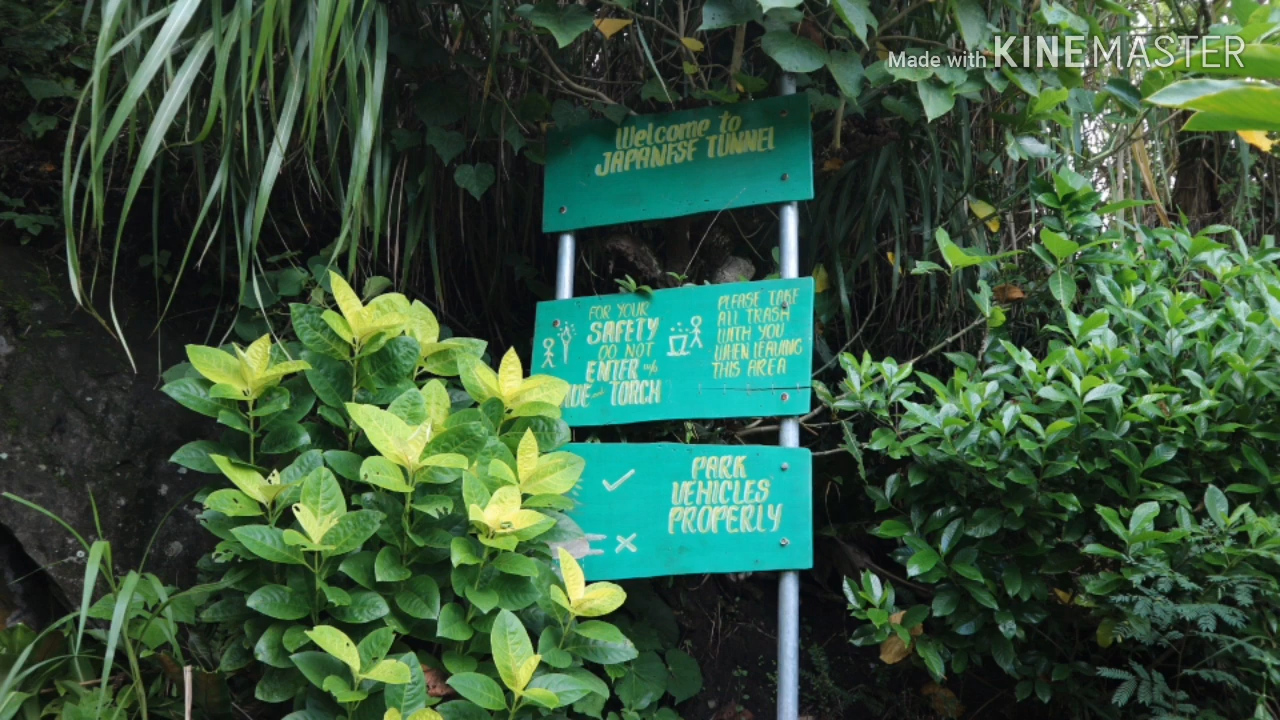 Made with KINEMASTER
Welcome to
JAPANESE TUNNEL
FOR YOUR
SAFETY
DO NOT
ENTER
TORCH
PLEASE TAKE
ALL TRASH
WITH YOU
WHEN LEAVING
THIS AREA
PARK
VEHICLES
PROPERLY